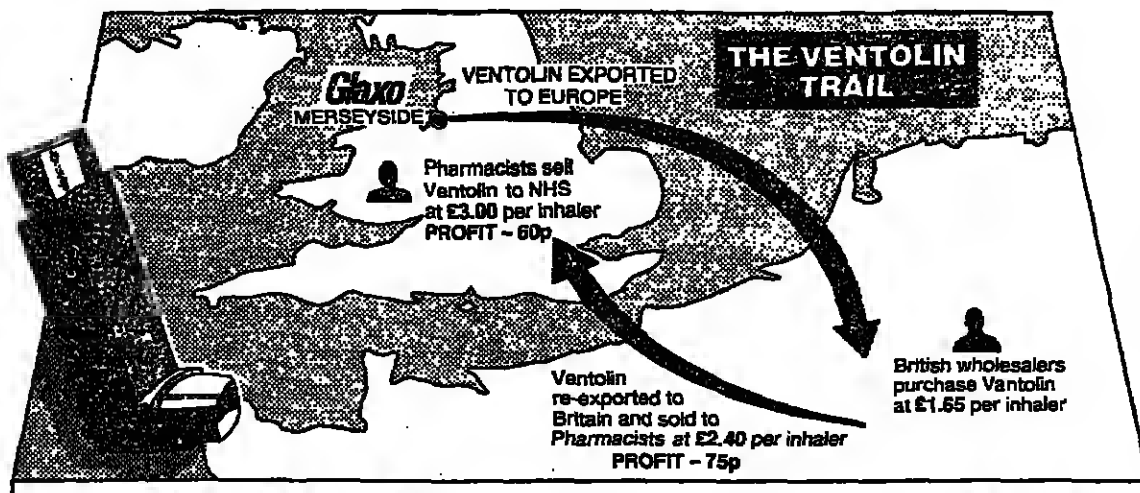 THE VENTOLIN
TRAIL
Glaxo
MERSEYSIDE
VENTOLIN EXPORTED
TO EUROPE
Pharmacists sell
Ventolin to NHS
at £3.00 per inhaler
PROFIT – 60p
British wholesalers
purchase Vantolin
at £1.65 per inhaler
Ventolin
re-exported to
Britain and sold to
Pharmacists at £2.40 per inhaler
PROFIT – 75p